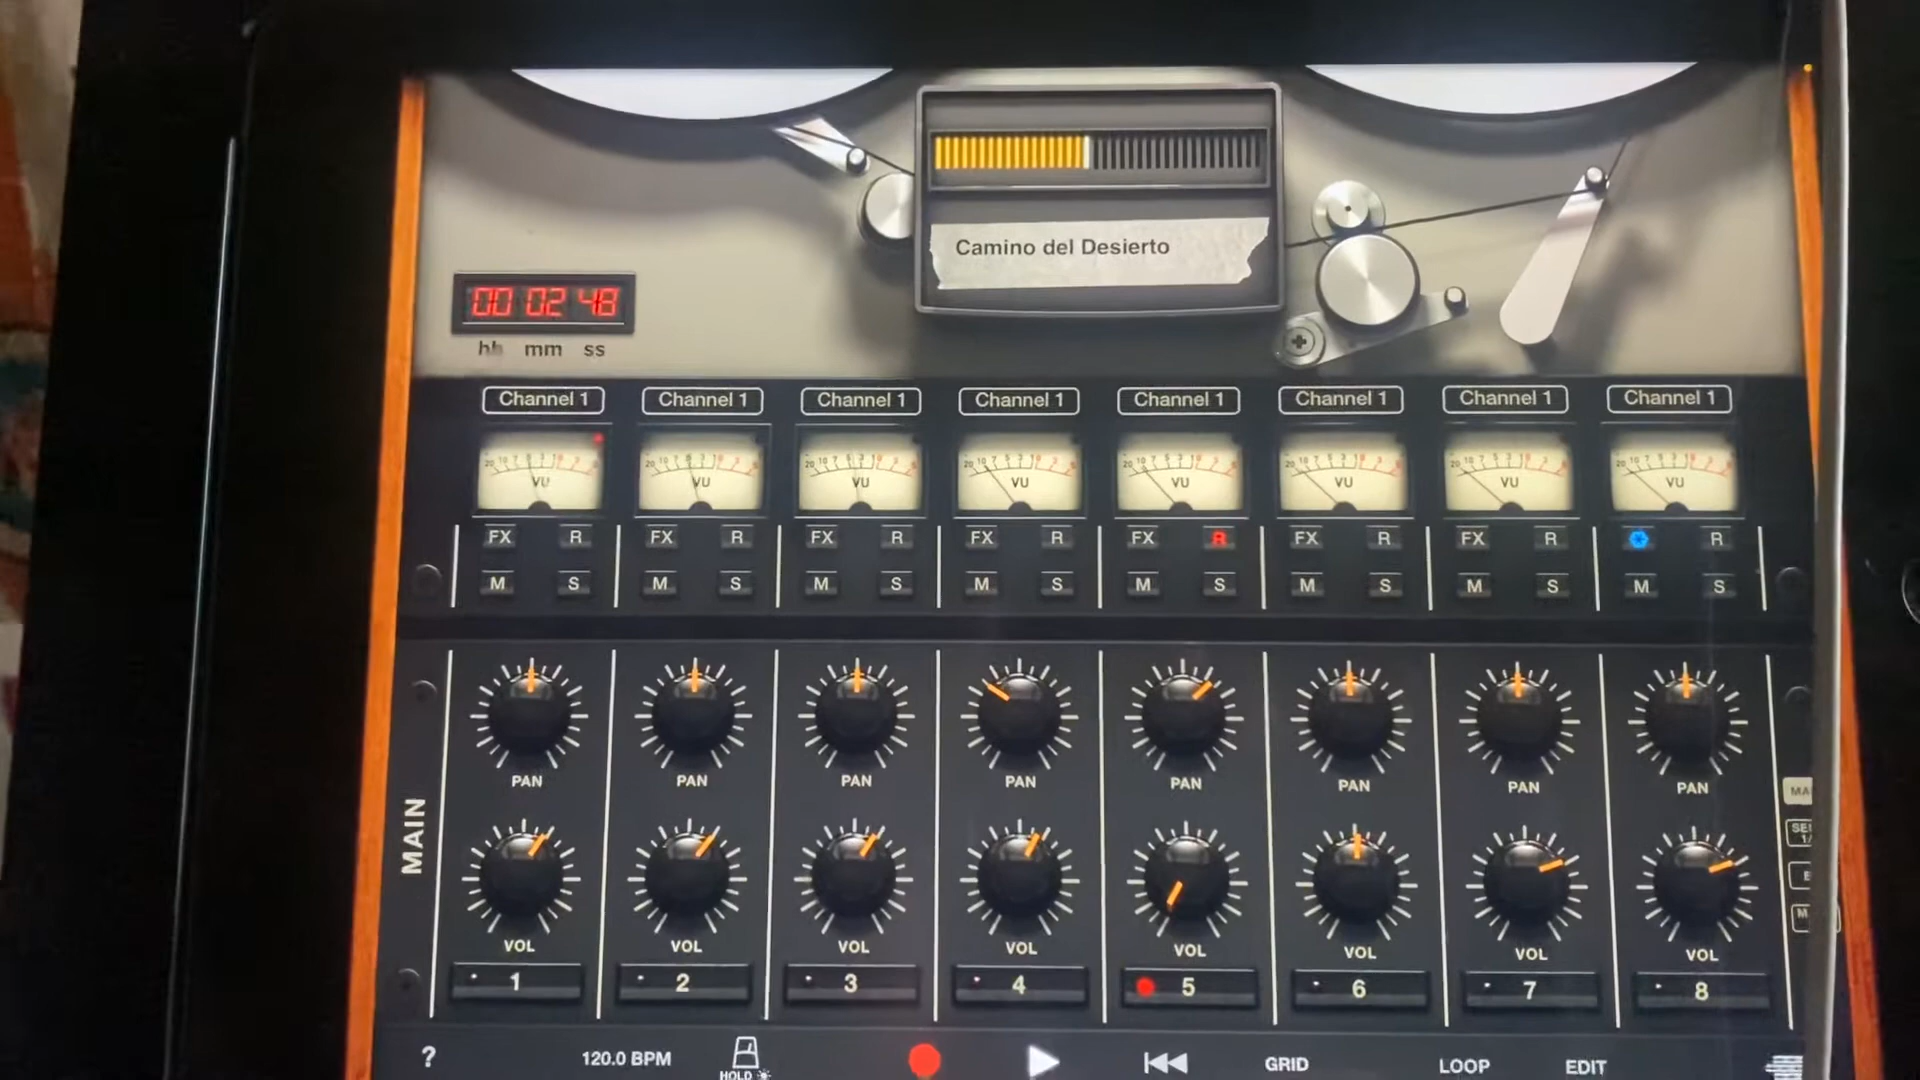 Camino del Desierto
00 02 48
hh mm ss
Channel 1 Channel 1 Channel 1 Channel 1 Channel 1 Channel 1 Channel 1 Channel 1
VU VU VU VU VU VU VU VU
FX R FX R FX R FX R FX R FX R FX R R
M S M S M S M S M S M S M S M S
PAN PAN PAN PAN PAN PAN PAN PAN
MAIN
VOL VOL VOL VOL VOL VOL VOL VOL
1 2 3 4 5 6 7 8
? 120.0 BPM HOLD GRID LOOP EDIT